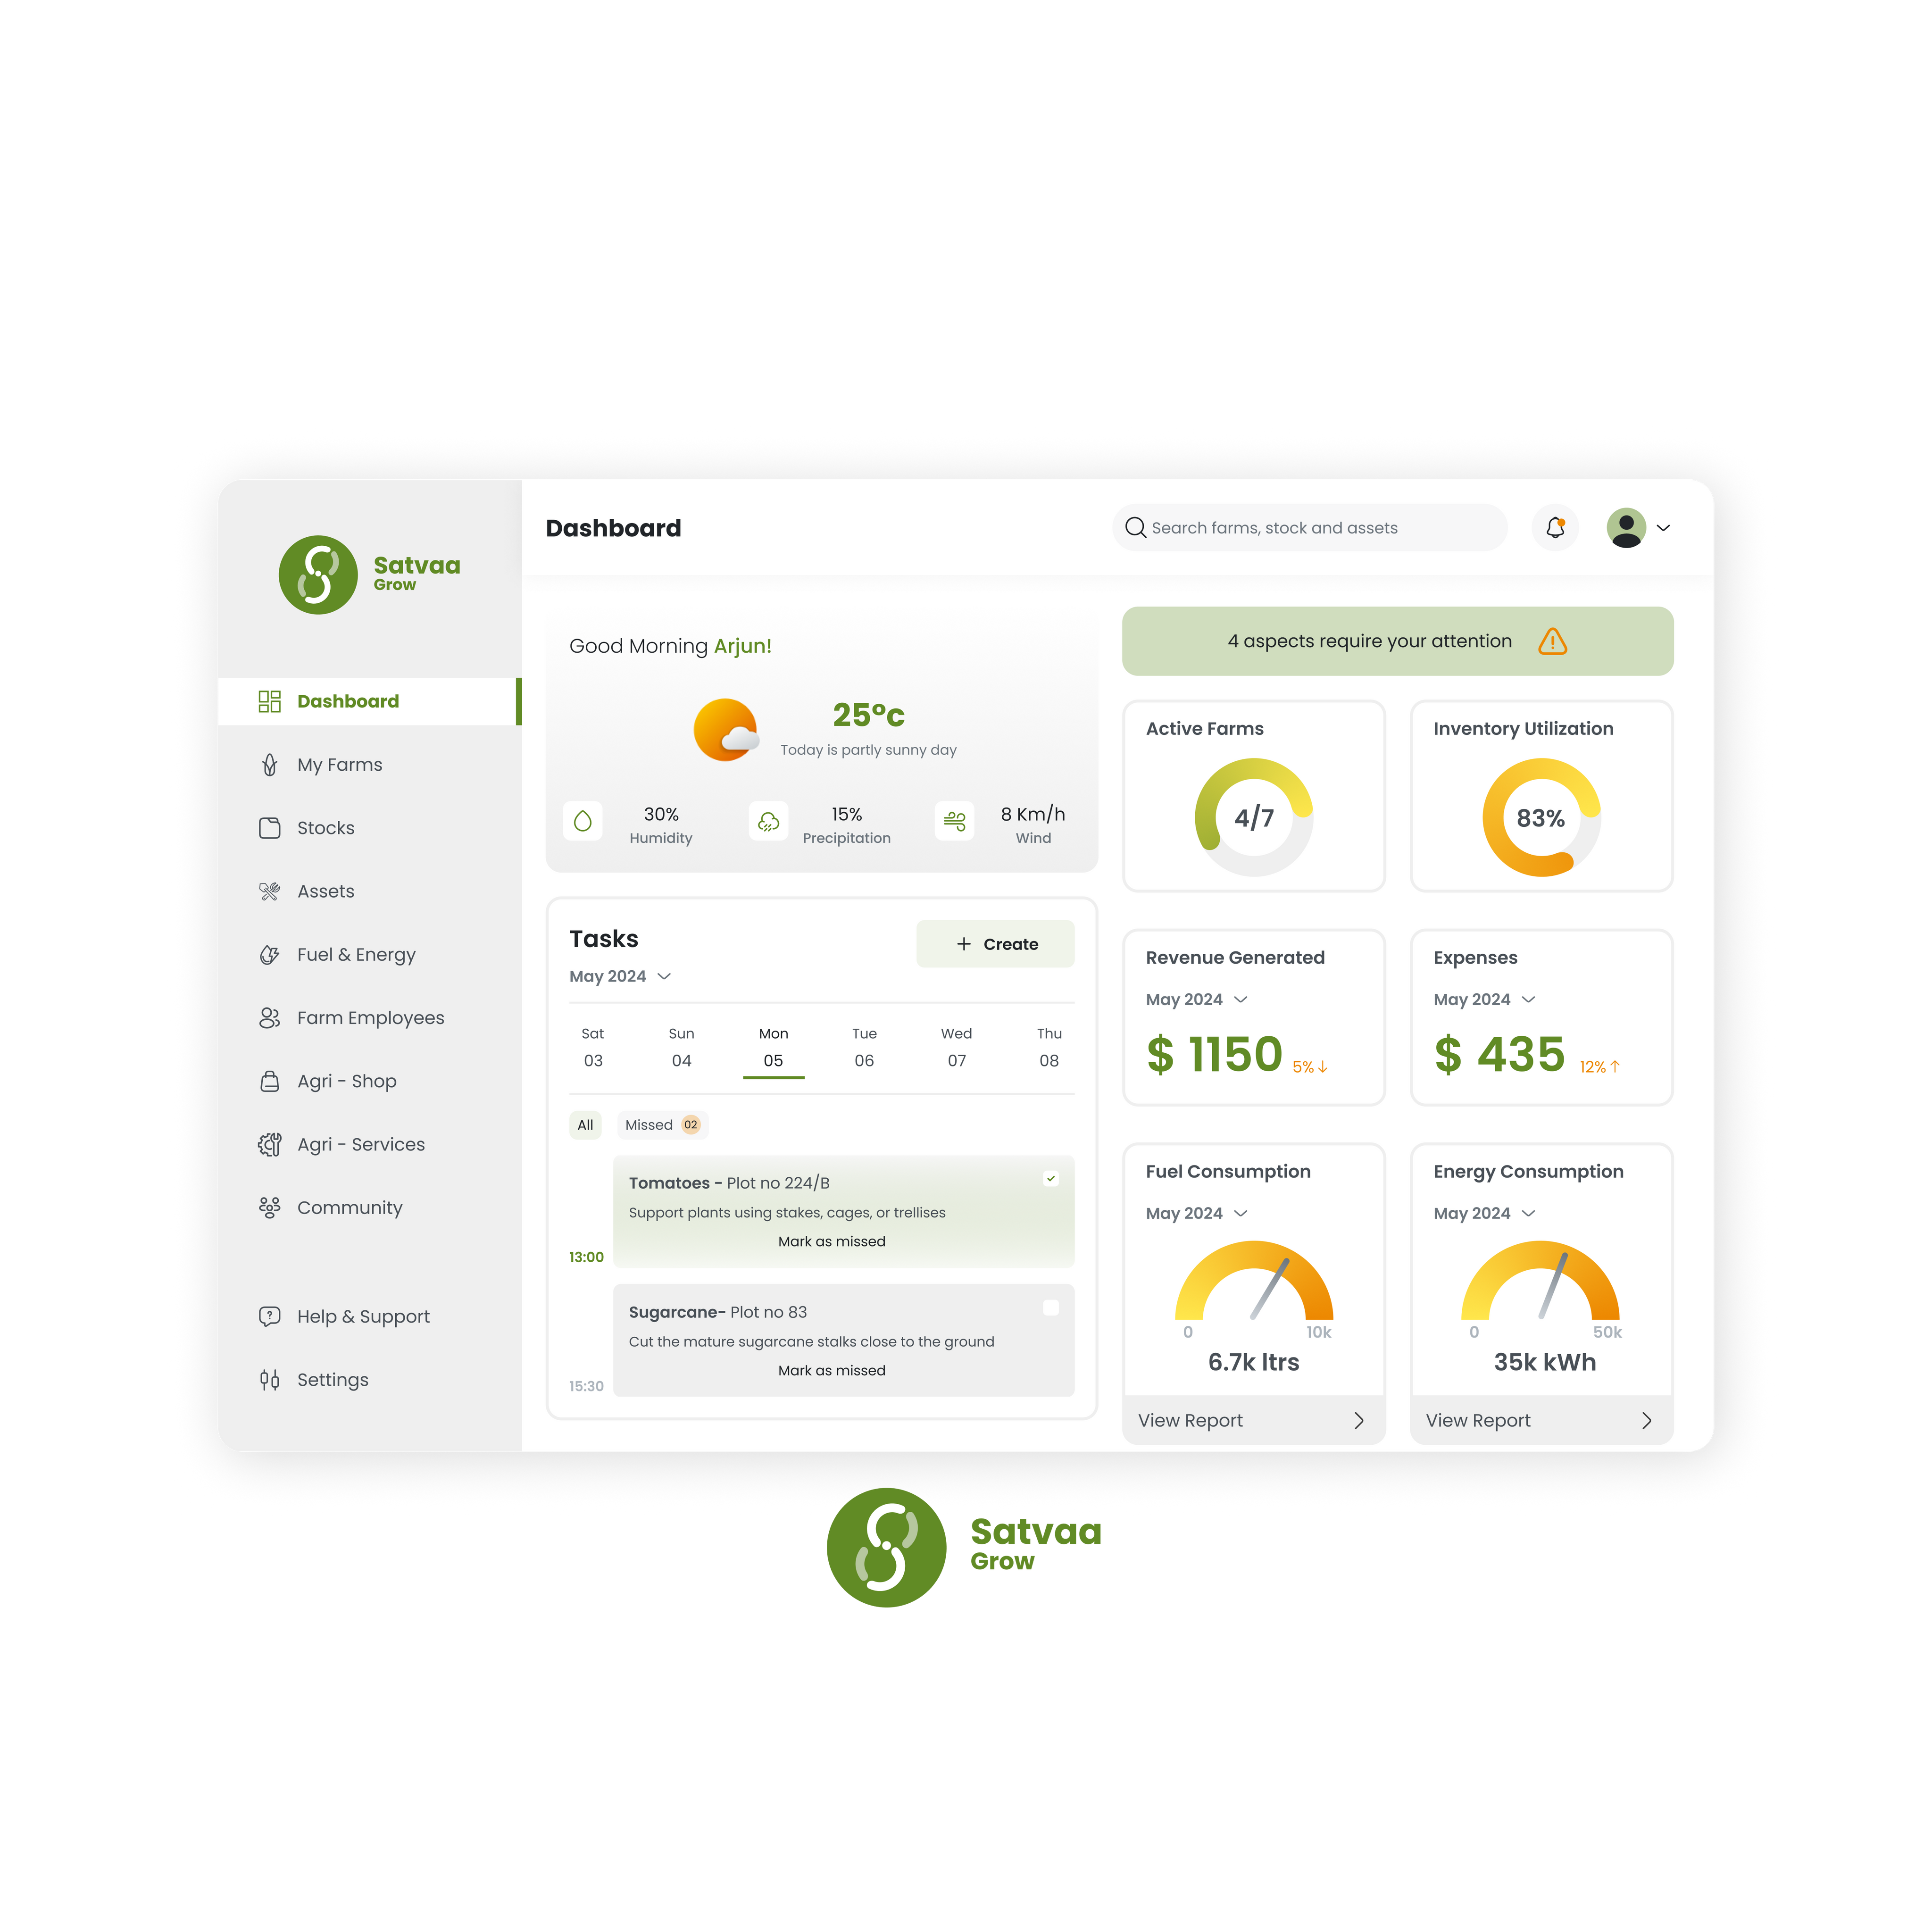 Satvaa
Grow
Dashboard
My Farms
Stocks
Assets
Fuel & Energy
Farm Employees
Agri - Shop
Agri - Services
Community
Help & Support
Settings
Dashboard
Search farms, stock and assets
Good Morning Arjun!
25°c
Today is partly sunny day
30%
Humidity
15%
Precipitation
8 Km/h
Wind
Tasks
+ Create
May 2024
Sat Sun Mon Tue Wed Thu
03 04 05 06 07 08
All Missed 02
Tomatoes - Plot no 224/B
Support plants using stakes, cages, or trellises
Mark as missed
13:00
Sugarcane- Plot no 83
Cut the mature sugarcane stalks close to the ground
Mark as missed
15:30
4 aspects require your attention
Active Farms
4/7
Inventory Utilization
83%
Revenue Generated
May 2024
$ 1150 5%↓
Expenses
May 2024
$ 435 12%↑
Fuel Consumption
May 2024
0 10k
6.7k ltrs
View Report
Energy Consumption
May 2024
0 50k
35k kWh
View Report
Satvaa
Grow